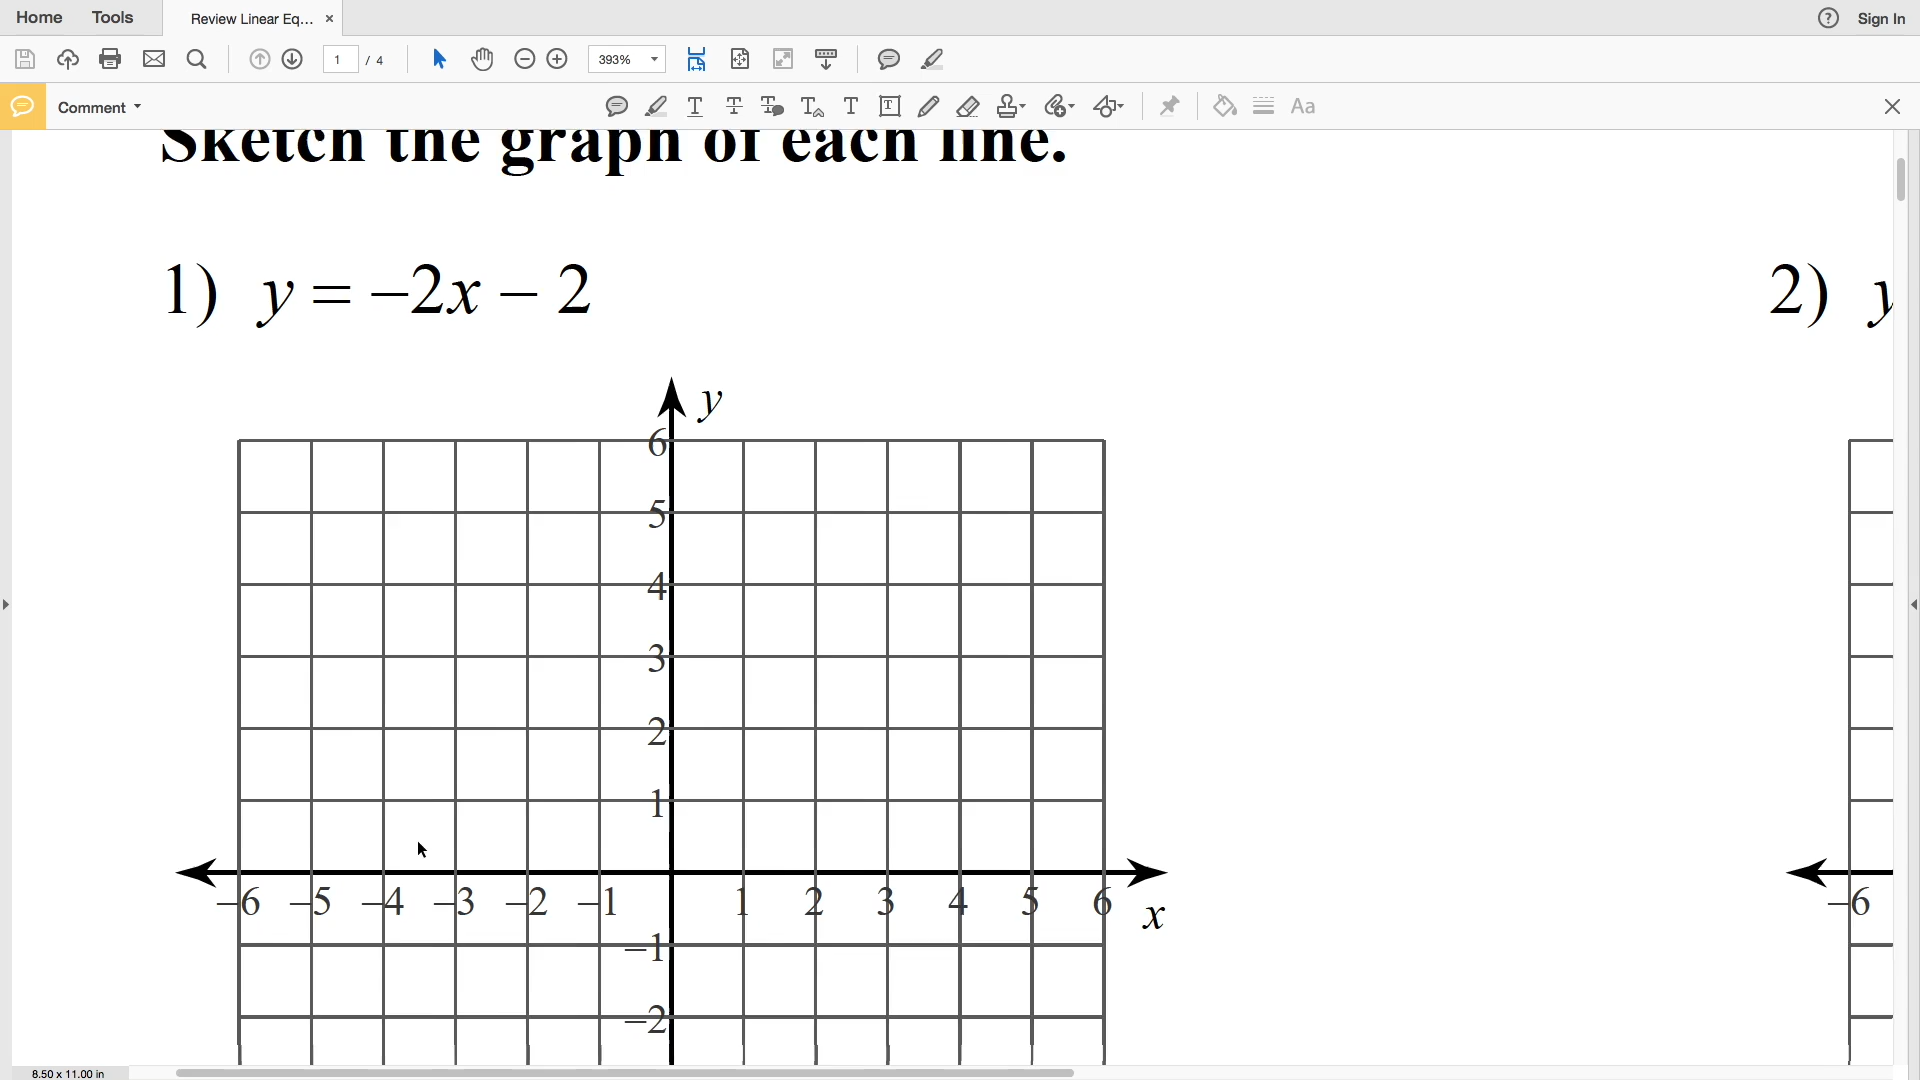 Home Tools Review Linear Eq... × ? Sign In
1 / 4 393%
Comment T T T T T T Aa
Sketch the graph of each line.
1) y = −2x − 2
2) y
y
6
5
4
3
2
1
−6 −5 −4 −3 −2 −1 1 2 3 4 5 6 x
−6
−1
−2
8.50 x 11.00 in